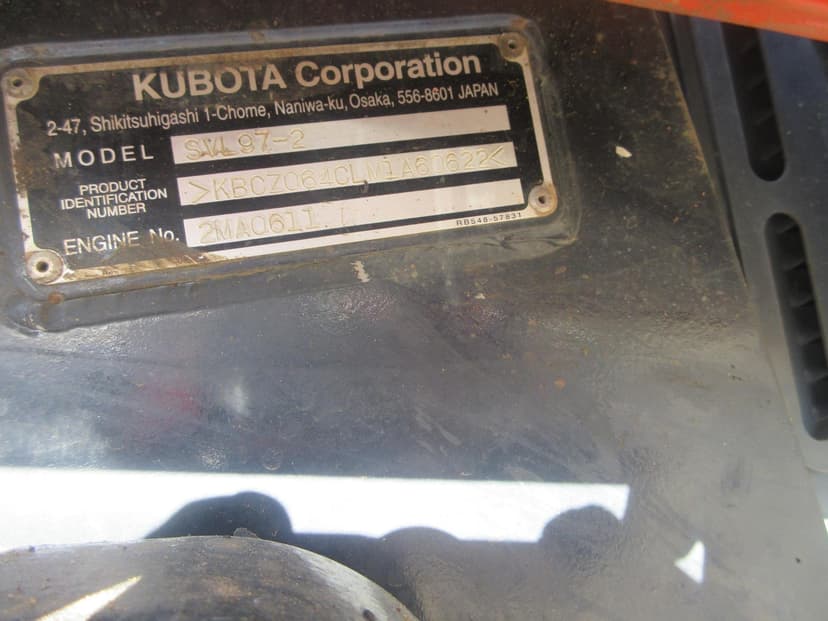 KUBOTA Corporation
2-47, Shikitsuhigashi 1-Chome, Naniwa-ku, Osaka, 556-8601 JAPAN
MODEL SVL97-2
PRODUCT IDENTIFICATION NUMBER >KBCZ064CLM1A60622<
ENGINE No.
RB548-57831